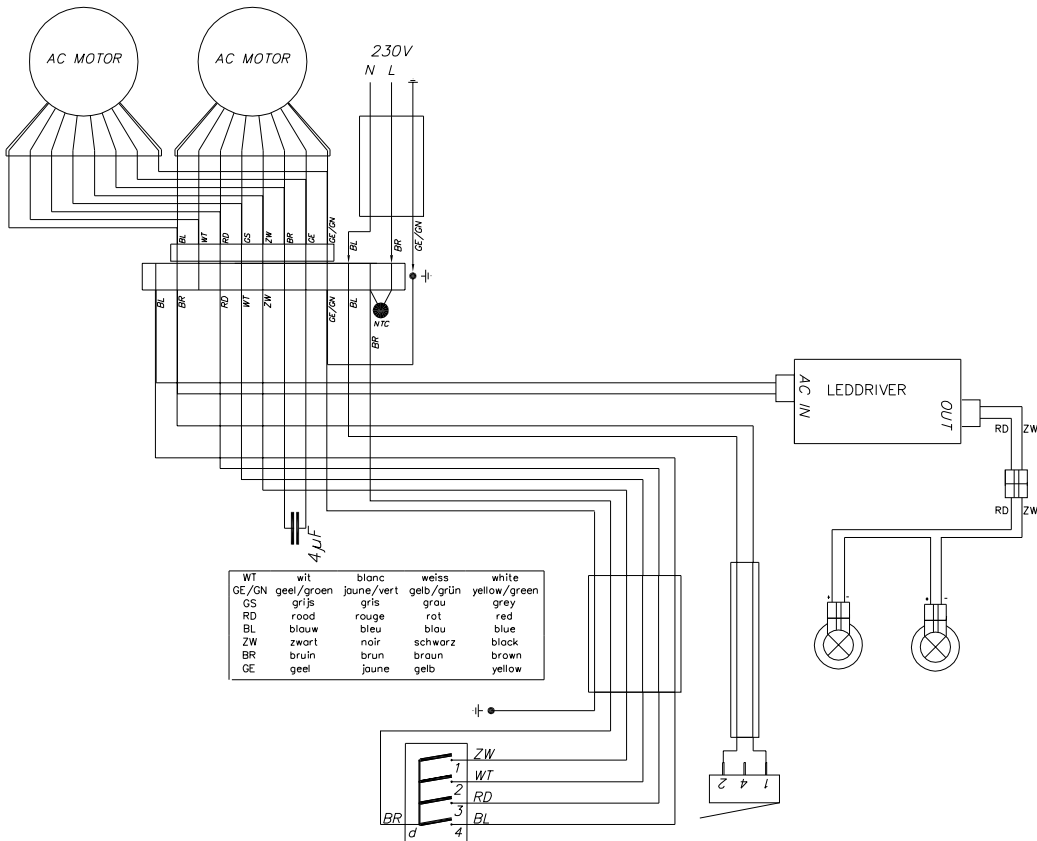 AC MOTOR
AC MOTOR
230V
N L
BL WT RD GS ZW BR GE GE/GN
BL BR GE/GN
BL BR RD WT ZW GE/GN BL
NTC
BR
AC IN
LEDDRIVER
OUT
RD ZW
RD ZW
4µF
WT wit blanc weiss white
GE/GN geel/groen jaune/vert gelb/grün yellow/green
GS grijs gris grau grey
RD rood rouge rot red
BL blauw bleu blau blue
ZW zwart noir schwarz black
BR bruin brun braun brown
GE geel jaune gelb yellow
+ -
+ -
ZW
1
WT
2
RD
3
BR d 4 BL
2 4 1